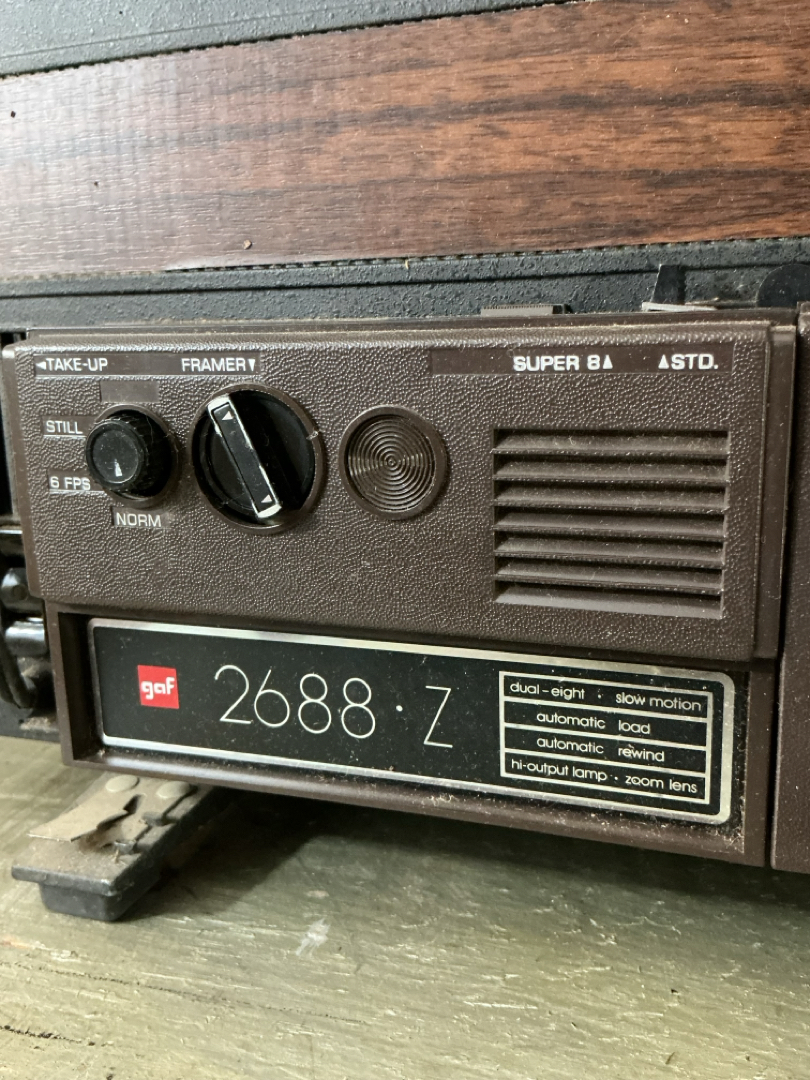 ◄TAKE-UP FRAMER▼ SUPER 8▲ ▲STD.
STILL
6 FPS
NORM
gaf 2688·Z
dual-eight · slow motion
automatic load
automatic rewind
hi-output lamp · zoom lens